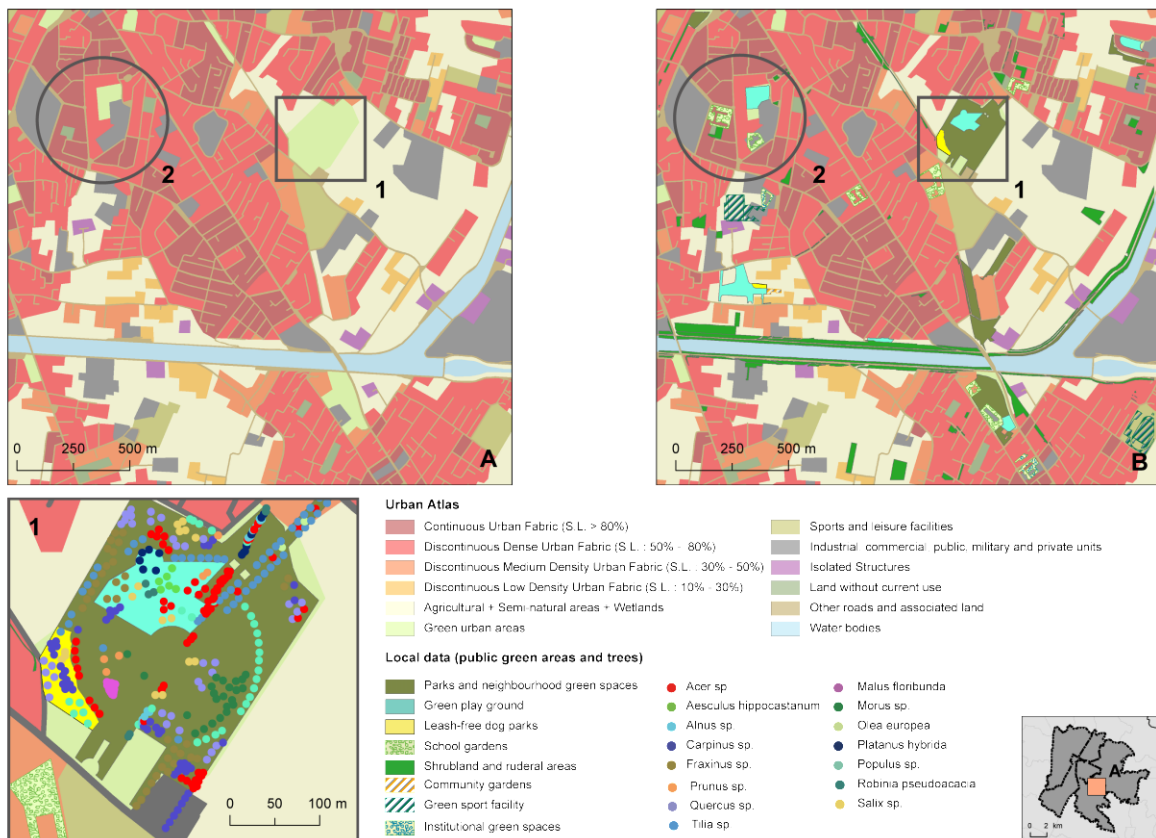 2
1
0 250 500 m
A
2
1
0 250 500 m
B
1
0 50 100 m
Urban Atlas
Continuous Urban Fabric (S.L. > 80%)
Discontinuous Dense Urban Fabric (S.L. : 50% - 80%)
Discontinuous Medium Density Urban Fabric (S.L. : 30% - 50%)
Discontinuous Low Density Urban Fabric (S.L. : 10% - 30%)
Agricultural + Semi-natural areas + Wetlands
Green urban areas
Sports and leisure facilities
Industrial commercial public, military and private units
Isolated Structures
Land without current use
Other roads and associated land
Water bodies
Local data (public green areas and trees)
Parks and neighbourhood green spaces
Green play ground
Leash-free dog parks
School gardens
Shrubland and ruderal areas
Community gardens
Green sport facility
Institutional green spaces
Acer sp
Aesculus hippocastanum
Alnus sp.
Carpinus sp.
Fraxinus sp.
Prunus sp.
Quercus sp.
Tilia sp.
Malus floribunda
Morus sp.
Olea europea
Platanus hybrida
Populus sp.
Robinia pseudoacacia
Salix sp.
A
0 2 km